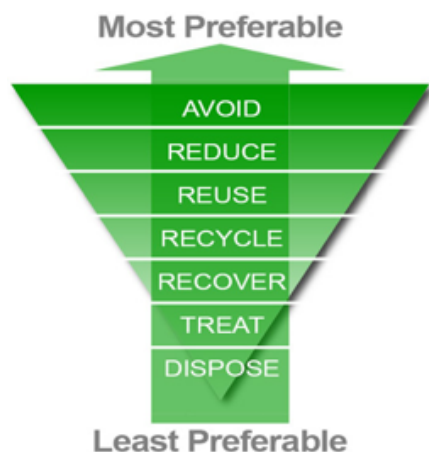 Most Preferable
AVOID
REDUCE
REUSE
RECYCLE
RECOVER
TREAT
DISPOSE
Least Preferable